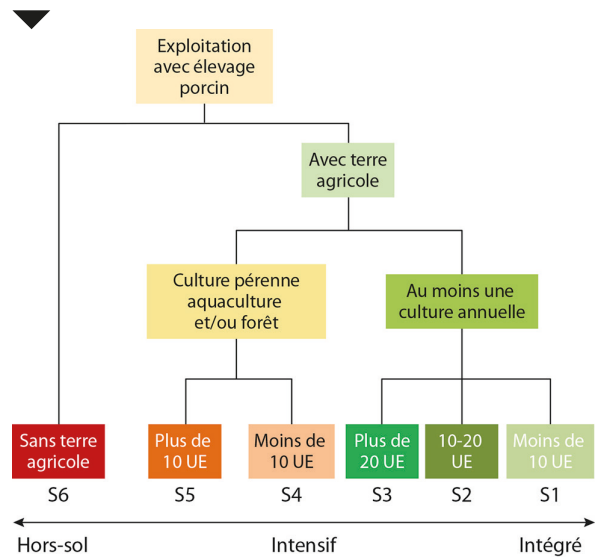 Exploitation
avec élevage
porcin
Avec terre
agricole
Culture pérenne
aquaculture
et/ou forêt
Au moins une
culture annuelle
Sans terre
agricole
Plus de
10 UE
Moins de
10 UE
Plus de
20 UE
10-20
UE
Moins de
10 UE
S6
S5
S4
S3
S2
S1
Hors-sol
Intensif
Intégré